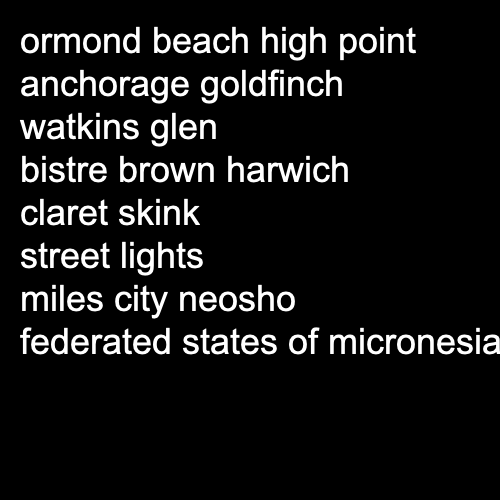 ormond beach high point
anchorage goldfinch
watkins glen
bistre brown harwich
claret skink
street lights
miles city neosho
federated states of micronesia